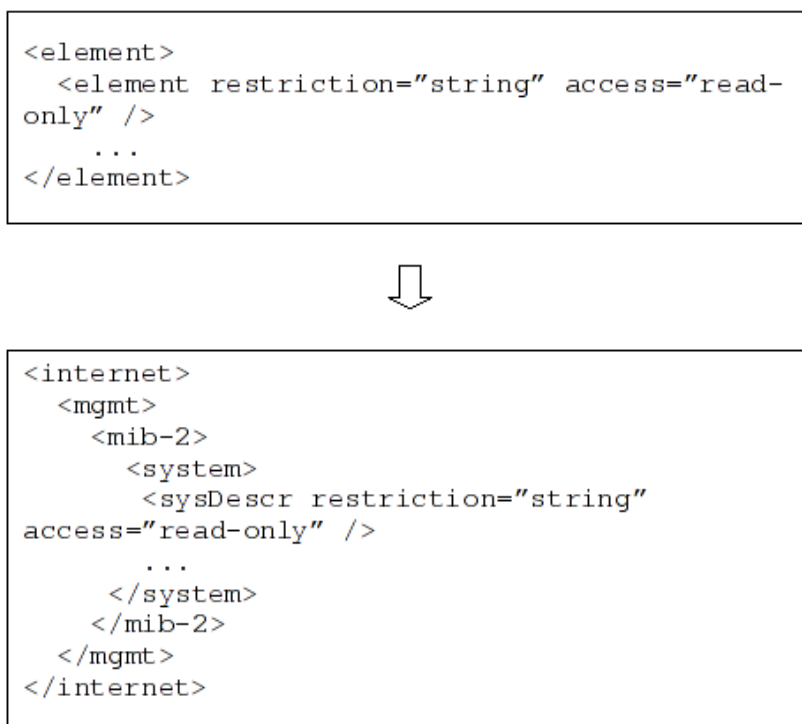 <element>
  <element restriction=”string” access=”read-
only” />
    ...
</element>
<internet>
  <mgmt>
    <mib-2>
      <system>
       <sysDescr restriction=”string”
access=”read-only” />
       ...
     </system>
    </mib-2>
  </mgmt>
</internet>